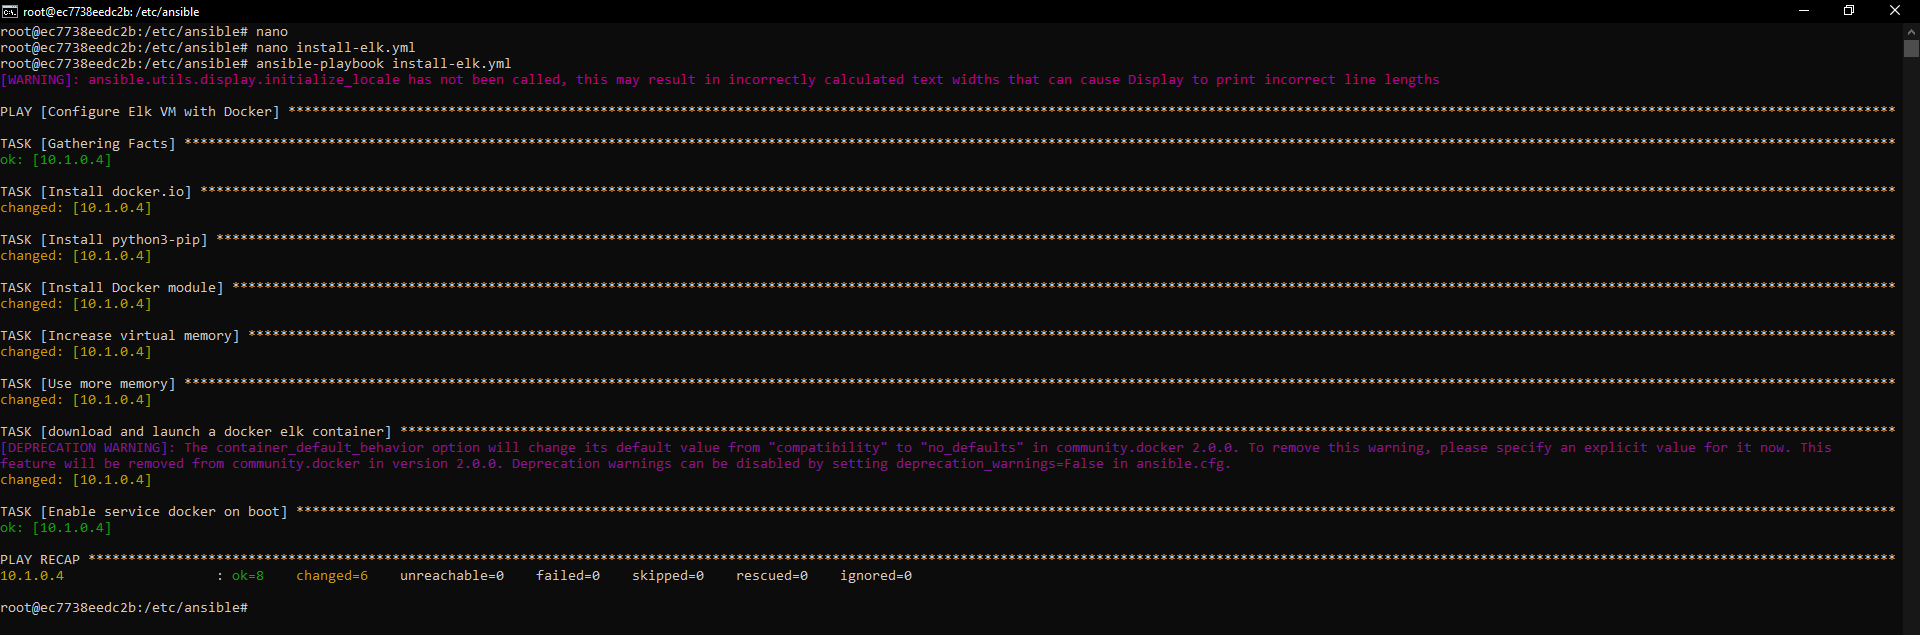 root@ec7738eedc2b: /etc/ansible
root@ec7738eedc2b:/etc/ansible# nano
root@ec7738eedc2b:/etc/ansible# nano install-elk.yml
root@ec7738eedc2b:/etc/ansible# ansible-playbook install-elk.yml
[WARNING]: ansible.utils.display.initialize_locale has not been called, this may result in incorrectly calculated text widths that can cause Display to print incorrect line lengths
PLAY [Configure Elk VM with Docker] *********************************************************************************************************************************************************************************************************
TASK [Gathering Facts] **********************************************************************************************************************************************************************************************************************
ok: [10.1.0.4]
TASK [Install docker.io] ********************************************************************************************************************************************************************************************************************
changed: [10.1.0.4]
TASK [Install python3-pip] ******************************************************************************************************************************************************************************************************************
changed: [10.1.0.4]
TASK [Install Docker module] ****************************************************************************************************************************************************************************************************************
changed: [10.1.0.4]
TASK [Increase virtual memory] **************************************************************************************************************************************************************************************************************
changed: [10.1.0.4]
TASK [Use more memory] **********************************************************************************************************************************************************************************************************************
changed: [10.1.0.4]
TASK [download and launch a docker elk container] *******************************************************************************************************************************************************************************************
[DEPRECATION WARNING]: The container_default_behavior option will change its default value from "compatibility" to "no_defaults" in community.docker 2.0.0. To remove this warning, please specify an explicit value for it now. This
feature will be removed from community.docker in version 2.0.0. Deprecation warnings can be disabled by setting deprecation_warnings=False in ansible.cfg.
changed: [10.1.0.4]
TASK [Enable service docker on boot] ********************************************************************************************************************************************************************************************************
ok: [10.1.0.4]
PLAY RECAP **********************************************************************************************************************************************************************************************************************************
10.1.0.4                   : ok=8    changed=6    unreachable=0    failed=0    skipped=0    rescued=0    ignored=0
root@ec7738eedc2b:/etc/ansible#